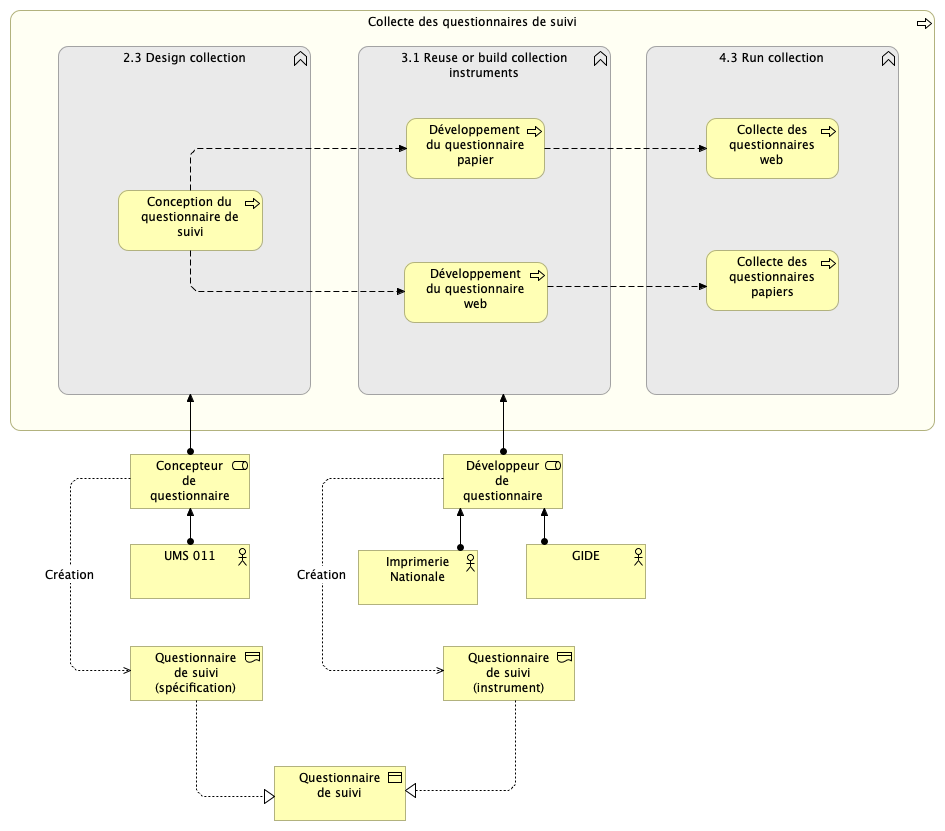 Collecte des questionnaires de suivi
2.3 Design collection
3.1 Reuse or build collection
instruments
4.3 Run collection
Développement
du questionnaire
papier
Collecte des
questionnaires
web
Conception du
questionnaire de
suivi
Développement
du questionnaire
web
Collecte des
questionnaires
papiers
Concepteur
de
questionnaire
Développeur
de
questionnaire
UMS 011
Imprimerie
Nationale
GIDE
Création
Création
Questionnaire
de suivi
(spécification)
Questionnaire
de suivi
(instrument)
Questionnaire
de suivi